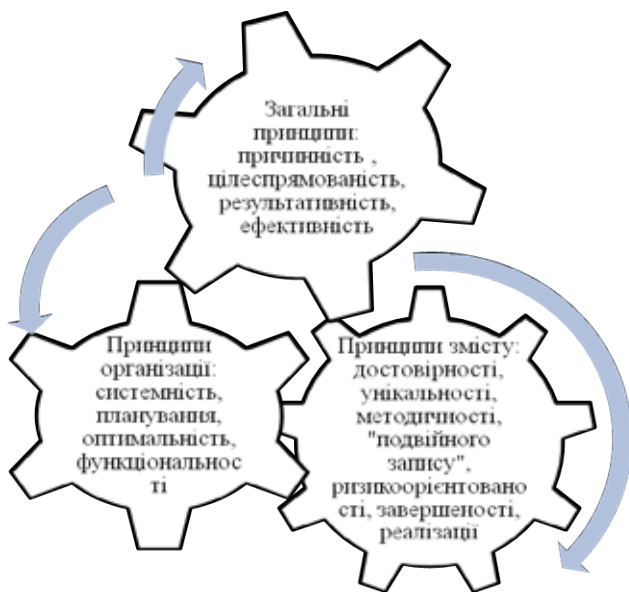 Загальні
принципи:
причинність ,
цілеспрямованість,
результативність,
ефективність
Принципи
організації:
системність,
планування,
оптимальність,
функціональнос
ті
Принципи змісту:
достовірності,
унікальності,
методичності,
"подвійного
запису",
ризикоорієнтовано
сті, завершеності,
реалізації